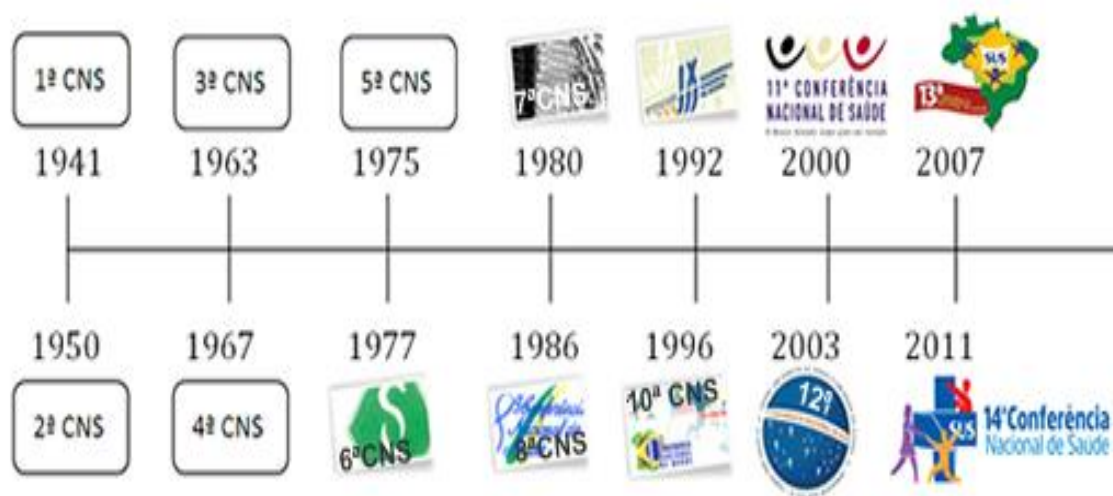 1ª CNS
3ª CNS
5ª CNS
7ªCNS
IX
11ª CONFERÊNCIA
NACIONAL DE SAÚDE
SUS
13ª
1941
1963
1975
1980
1992
2000
2007
1950
1967
1977
1986
1996
2003
2011
2ª CNS
4ª CNS
6ªCNS
8ªCNS
10ª CNS
12ª
SUS
14ªConferência
Nacional de Saúde